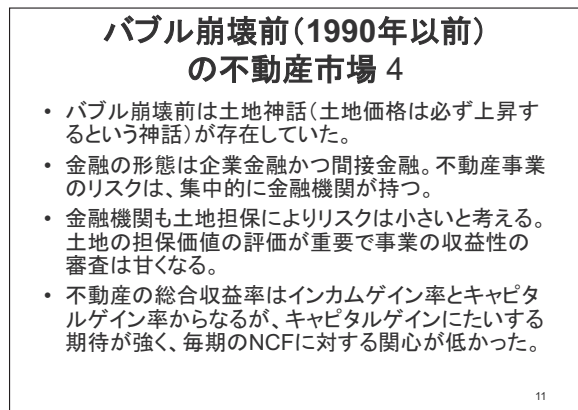 バブル崩壊前(1990年以前)
の不動産市場 4
• バブル崩壊前は土地神話(土地価格は必ず上昇す
るという神話)が存在していた。
• 金融の形態は企業金融かつ間接金融。不動産事業
のリスクは、集中的に金融機関が持つ。
• 金融機関も土地担保によりリスクは小さいと考える。
土地の担保価値の評価が重要で事業の収益性の
審査は甘くなる。
• 不動産の総合収益率はインカムゲイン率とキャピタ
ルゲイン率からなるが、キャピタルゲインにたいする
期待が強く、毎期のNCFに対する関心が低かった。
11